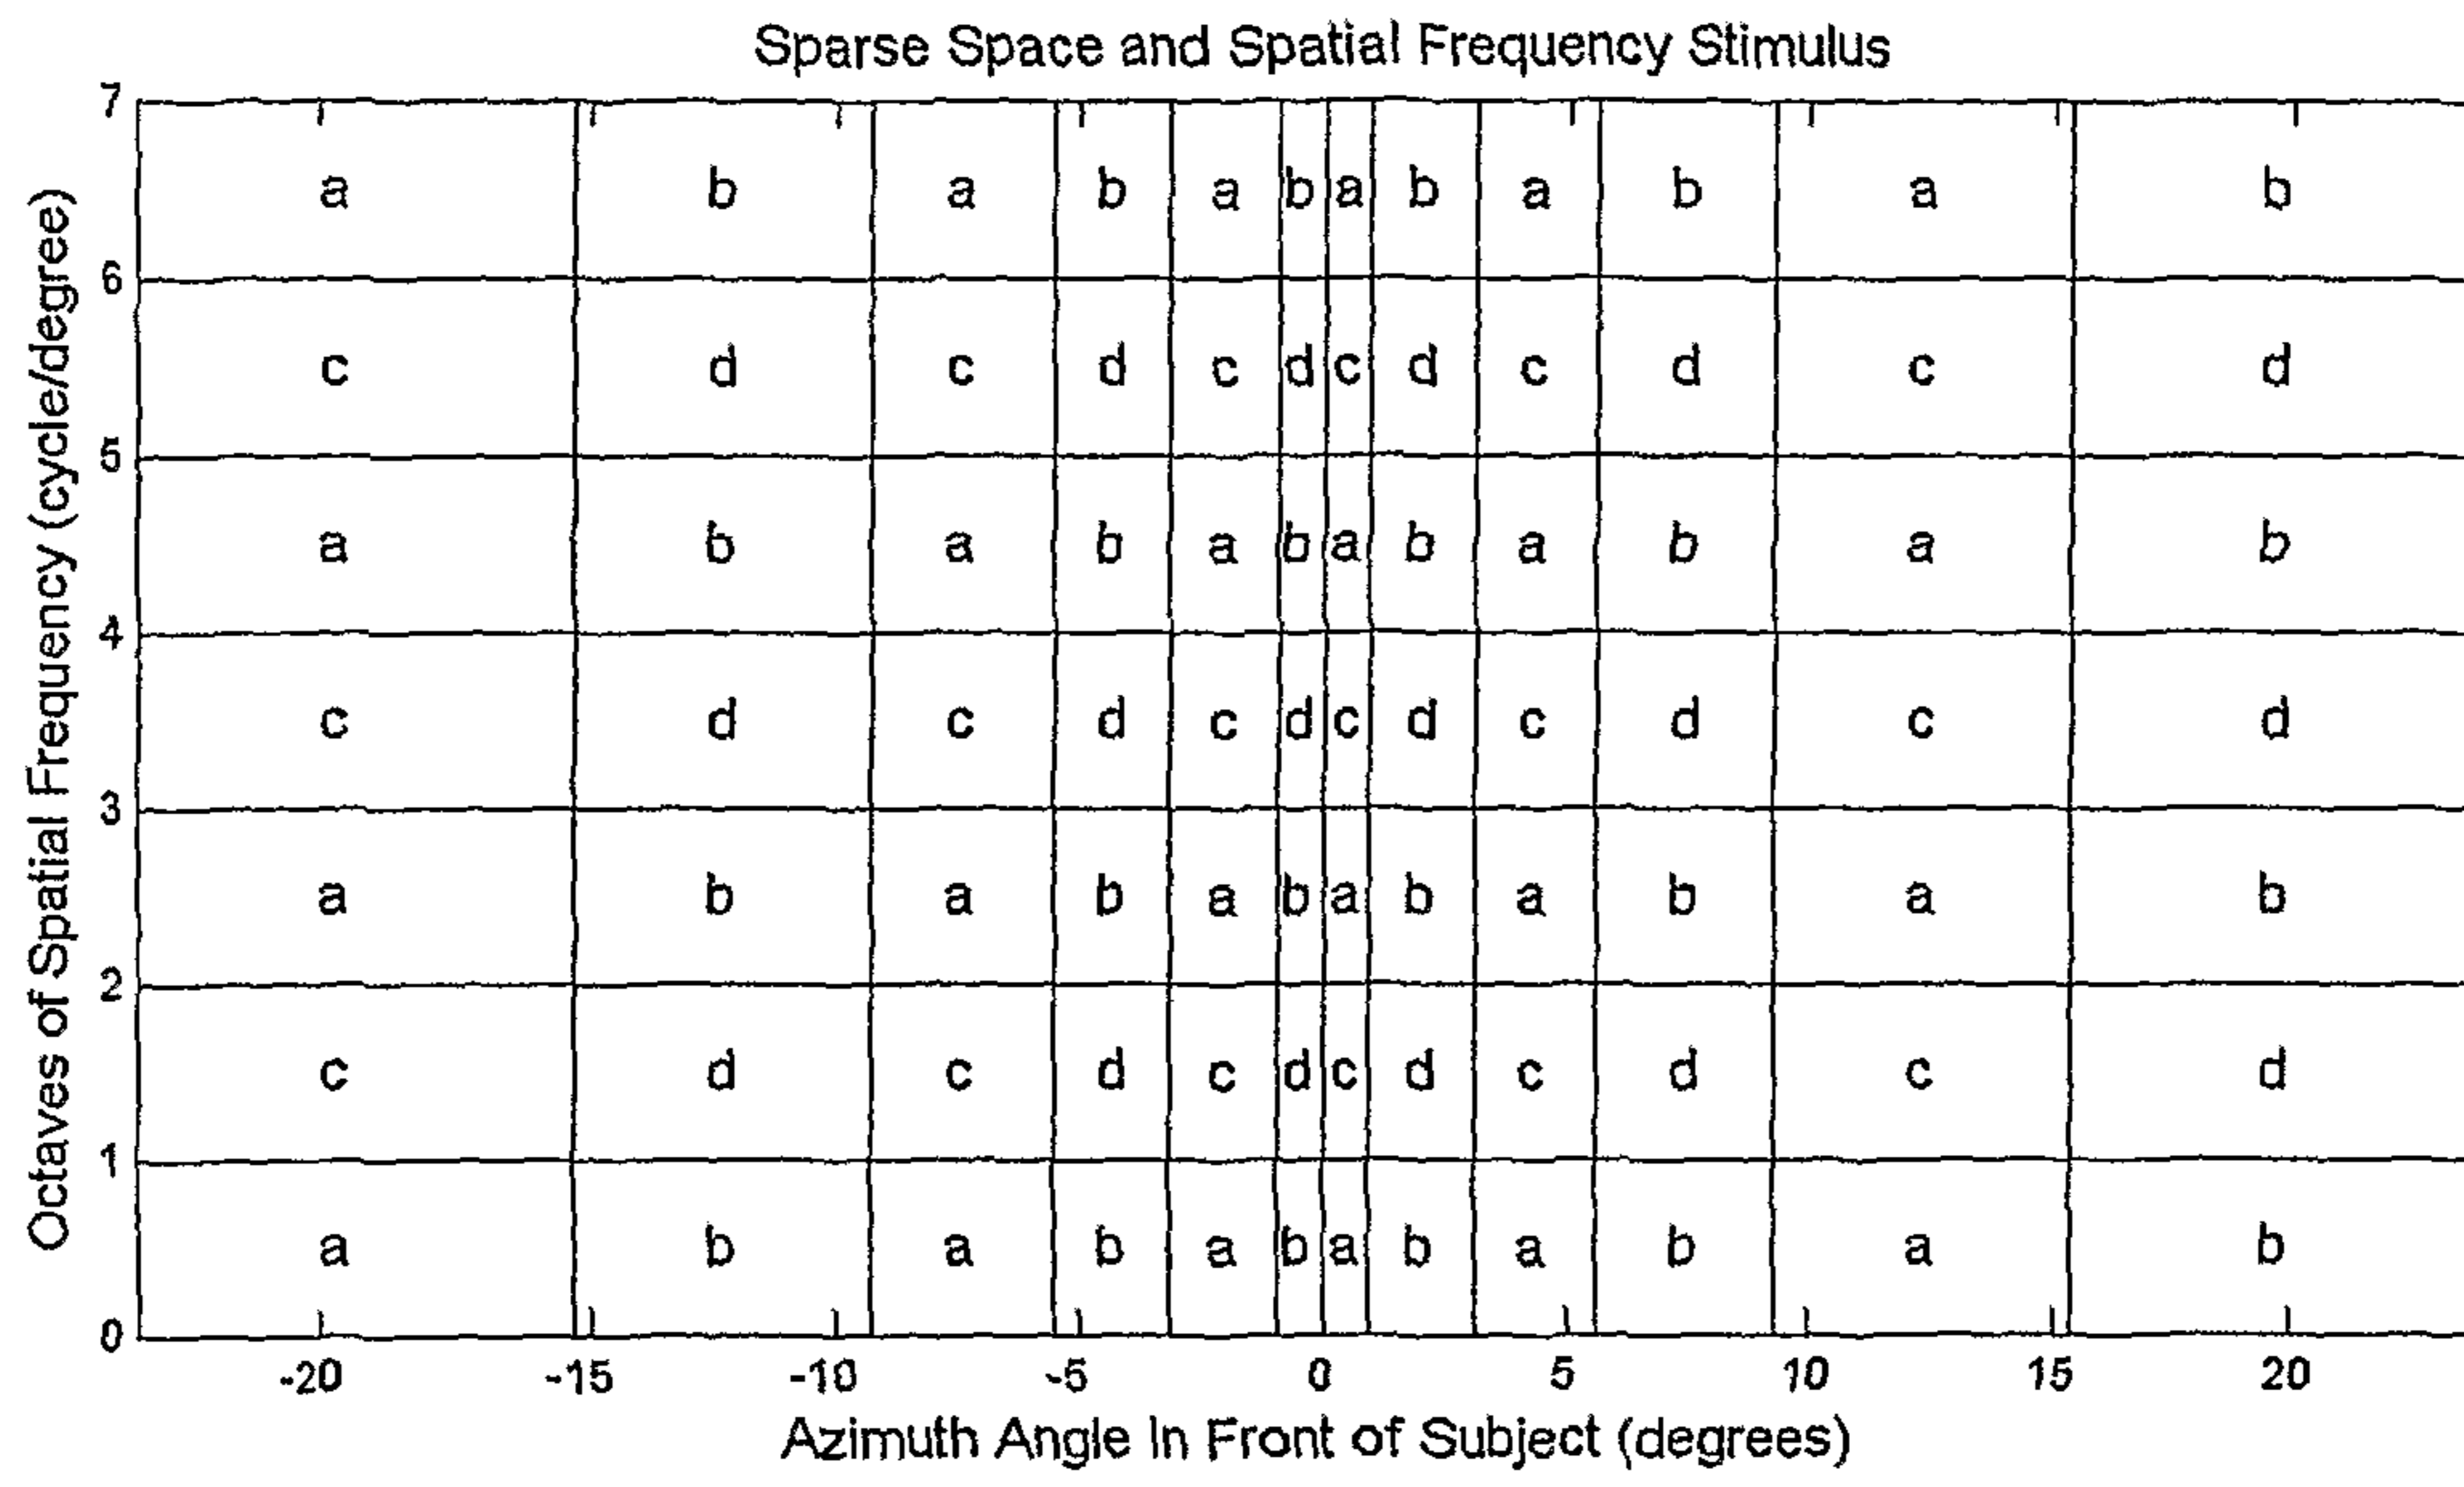 Sparse Space and Spatial Frequency Stimulus
Octaves of Spatial Frequency (cycle/degree)
7
a b a b a b a b a b a b
6
c d c d c d c d c d c d
5
a b a b a b a b a b a b
4
c d c d c d c d c d c d
3
a b a b a b a b a b a b
2
c d c d c d c d c d c d
1
a b a b a b a b a b a b
0
-20 -15 -10 -5 0 5 10 15 20
Azimuth Angle In Front of Subject (degrees)